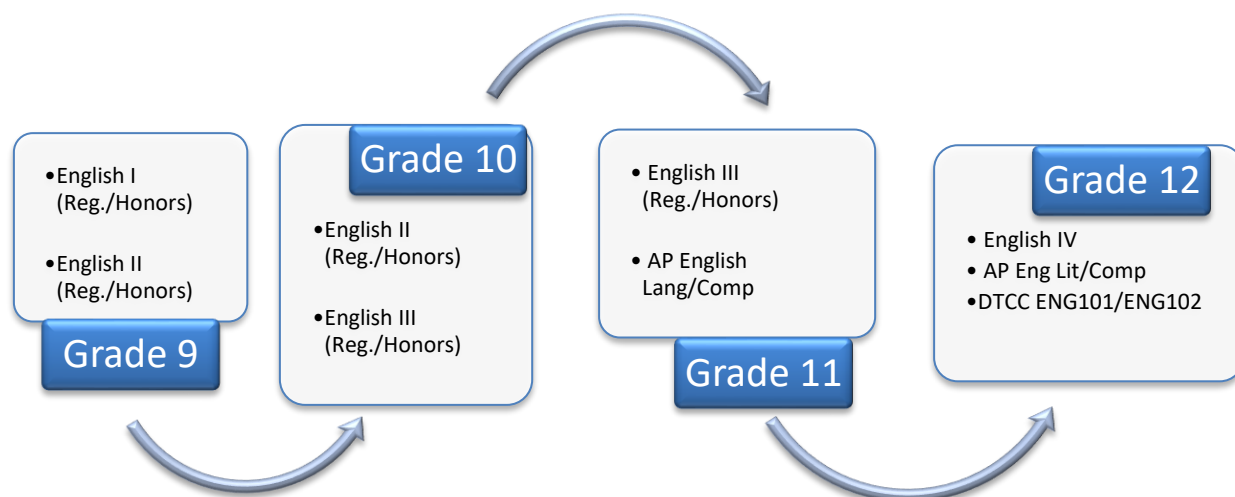 •English I
(Reg./Honors)
•English II
(Reg./Honors)
Grade 9
Grade 10
•English II
(Reg./Honors)
•English III
(Reg./Honors)
• English III
(Reg./Honors)
• AP English
Lang/Comp
Grade 11
Grade 12
• English IV
• AP Eng Lit/Comp
•DTCC ENG101/ENG102